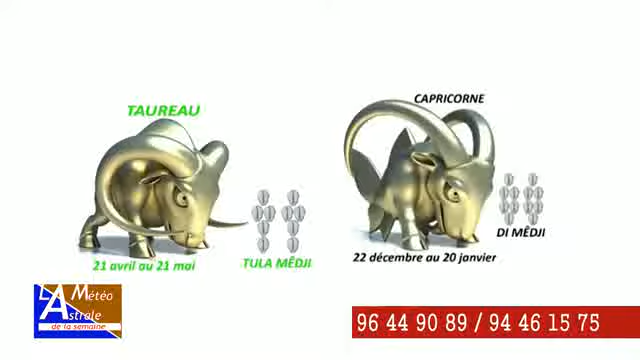 TAUREAU
21 avril au 21 mai
TULA MÊDJI
CAPRICORNE
DI MÊDJI
22 décembre au 20 janvier
LA Météo
Astrale
de la semaine
96 44 90 89 / 94 46 15 75